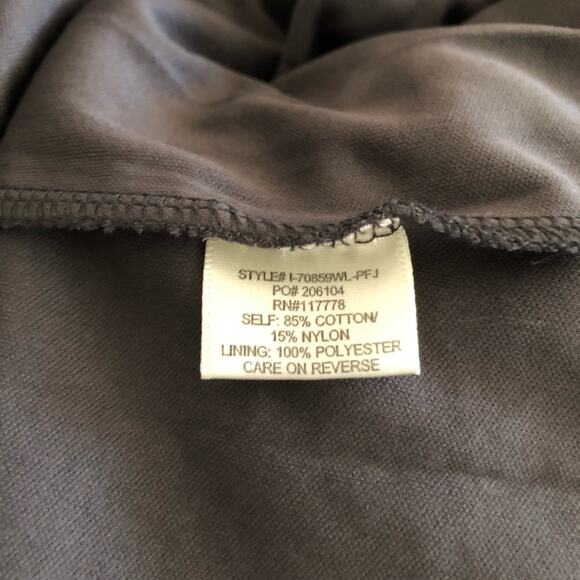 STYLE# I-70859WL-PFJ
PO# 206104
RN#117778
SELF: 85% COTTON/
15% NYLON
LINING: 100% POLYESTER
CARE ON REVERSE